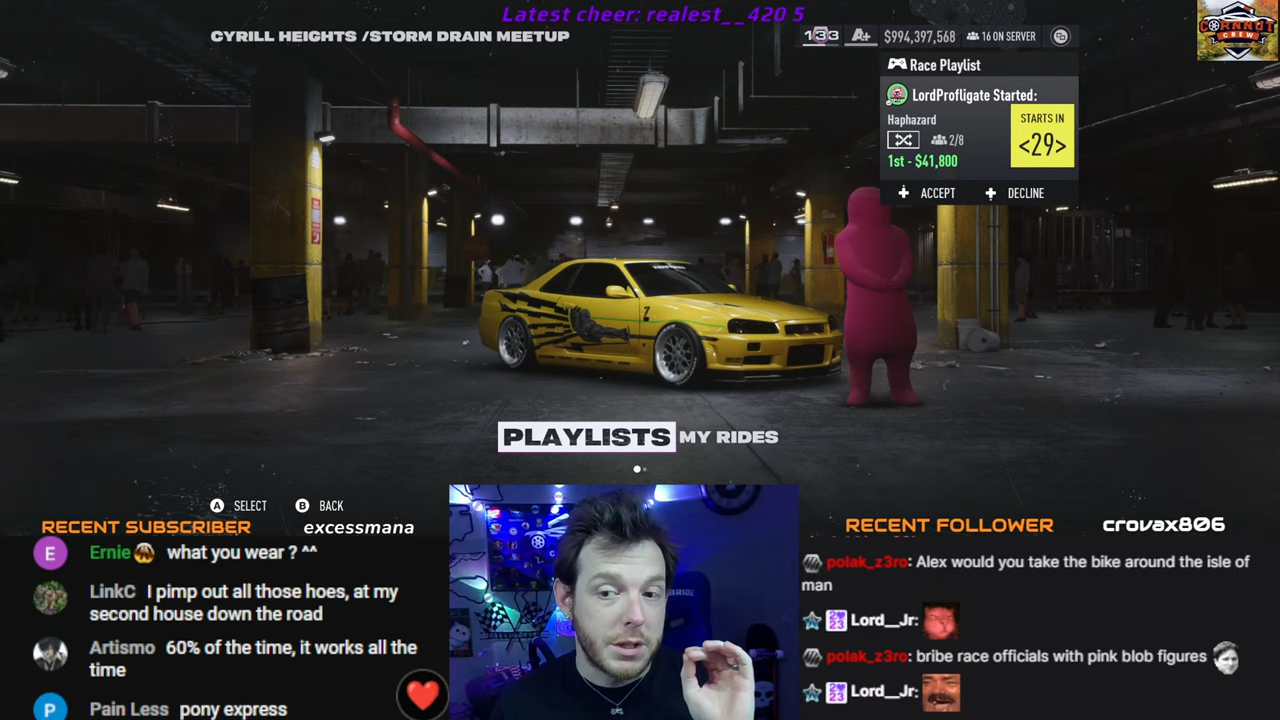 Latest cheer: realest__420 5
CYRILL HEIGHTS /STORM DRAIN MEETUP
133 A+ $994,397,568 16 ON SERVER
CORNNUT
CREW
Race Playlist
LordProfligate Started:
Haphazard
2/8
1st - $41,800
STARTS IN
<29>
ACCEPT DECLINE
PLAYLISTS MY RIDES
A SELECT B BACK
RECENT SUBSCRIBER excessmana
E Ernie what you wear ? ^^
LinkC I pimp out all those hoes, at my
second house down the road
Artismo 60% of the time, it works all the
time
P Pain Less pony express
RECENT FOLLOWER crovax806
polak_z3ro: Alex would you take the bike around the isle of
man
Lord__Jr:
polak_z3ro: bribe race officials with pink blob figures
Lord__Jr: